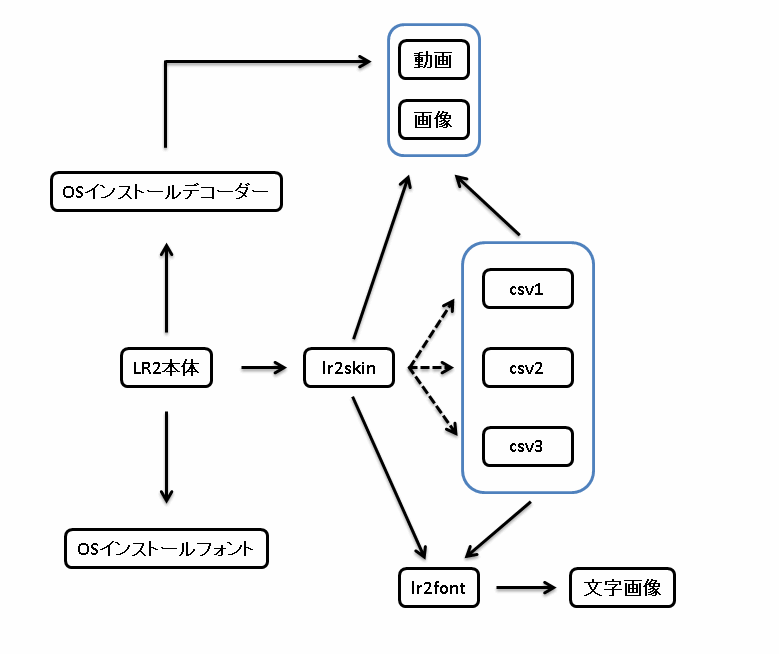 動画
画像
OSインストールデコーダー
csv1
LR2本体
lr2skin
csv2
csv3
OSインストールフォント
lr2font
文字画像